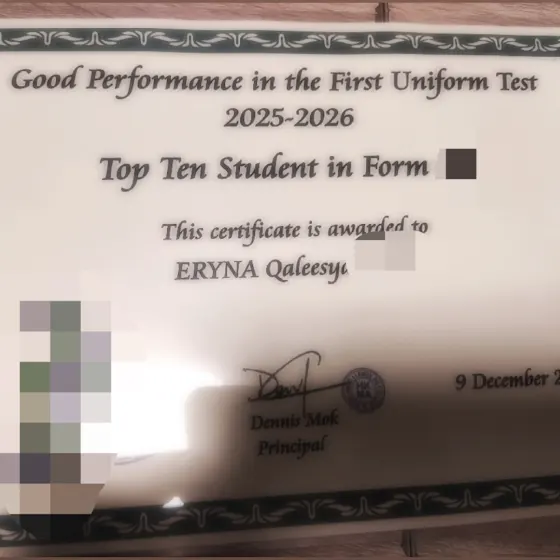 Good Performance in the First Uniform Test
2025-2026
Top Ten Student in Form
This certificate is awarded to
ERYNA
Dennis Mok
Principal
9 December